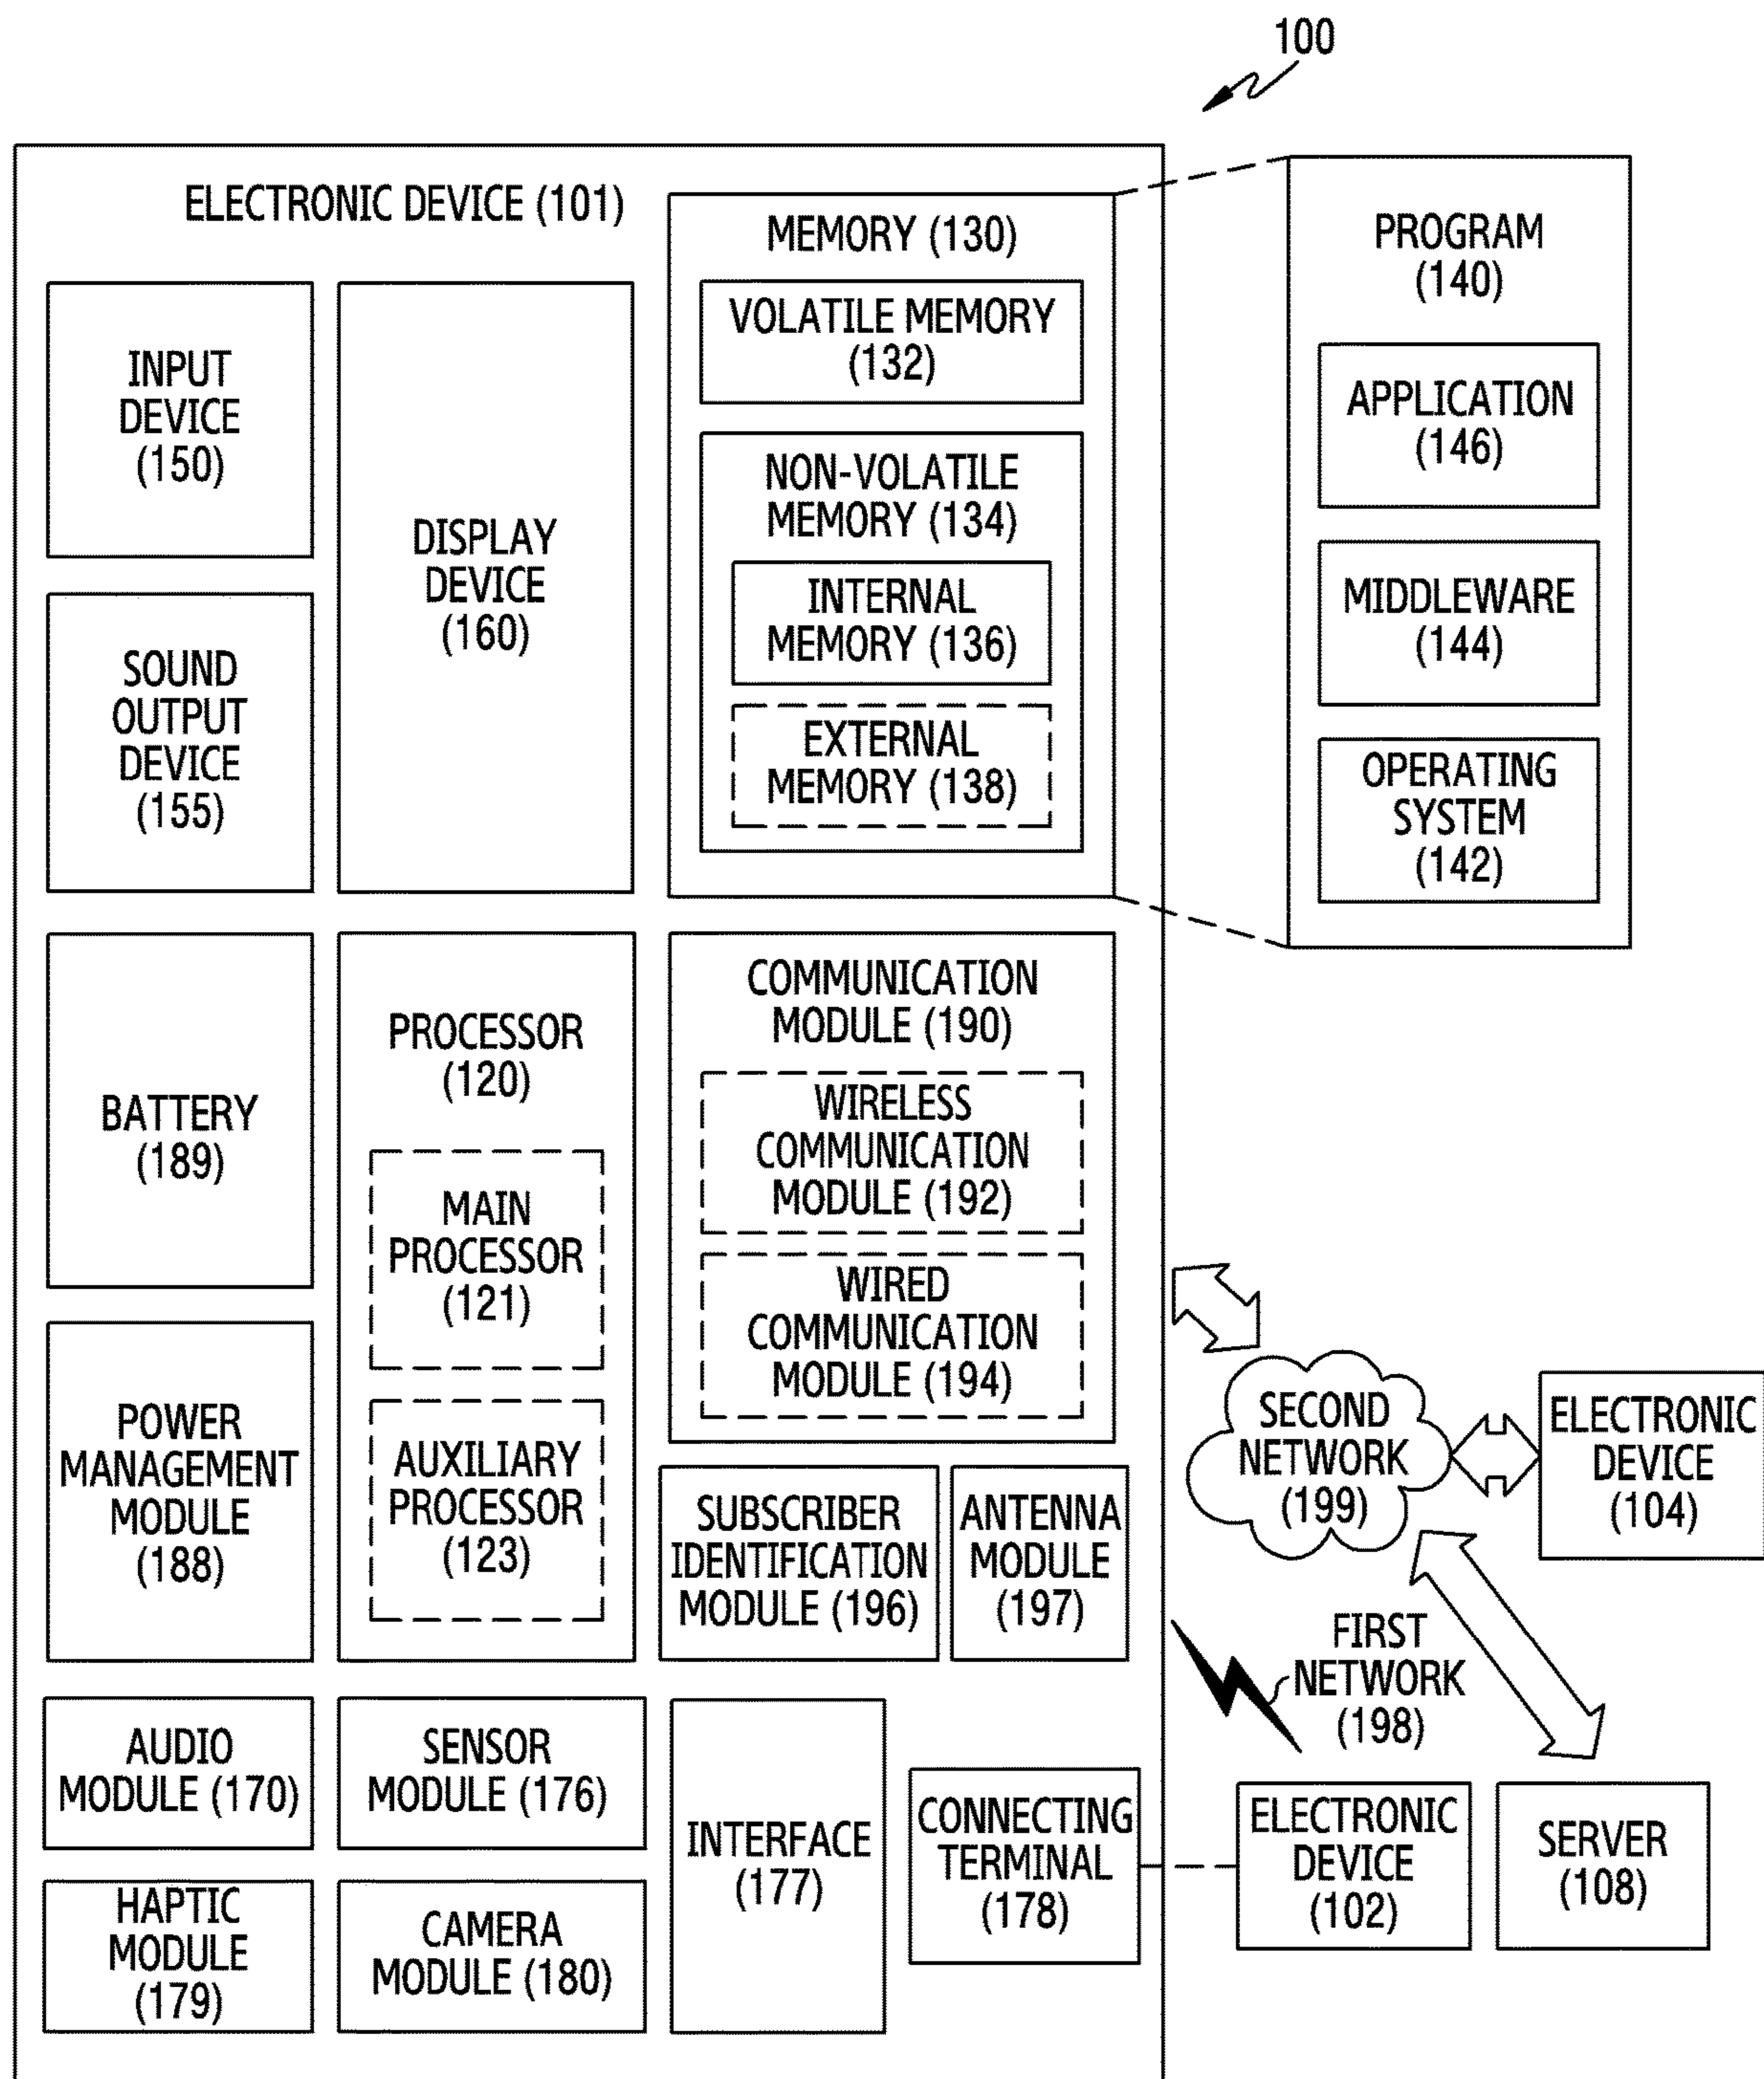 100
ELECTRONIC DEVICE (101)
INPUT
DEVICE
(150)
DISPLAY
DEVICE
(160)
SOUND
OUTPUT
DEVICE
(155)
MEMORY (130)
VOLATILE MEMORY
(132)
NON-VOLATILE
MEMORY (134)
INTERNAL
MEMORY (136)
EXTERNAL
MEMORY (138)
PROGRAM
(140)
APPLICATION
(146)
MIDDLEWARE
(144)
OPERATING
SYSTEM
(142)
BATTERY
(189)
POWER
MANAGEMENT
MODULE
(188)
PROCESSOR
(120)
MAIN
PROCESSOR
(121)
AUXILIARY
PROCESSOR
(123)
COMMUNICATION
MODULE (190)
WIRELESS
COMMUNICATION
MODULE (192)
WIRED
COMMUNICATION
MODULE (194)
SUBSCRIBER
IDENTIFICATION
MODULE (196)
ANTENNA
MODULE
(197)
SECOND
NETWORK
(199)
ELECTRONIC
DEVICE
(104)
FIRST
NETWORK
(198)
AUDIO
MODULE (170)
SENSOR
MODULE (176)
INTERFACE
(177)
CONNECTING
TERMINAL
(178)
ELECTRONIC
DEVICE
(102)
SERVER
(108)
HAPTIC
MODULE
(179)
CAMERA
MODULE (180)